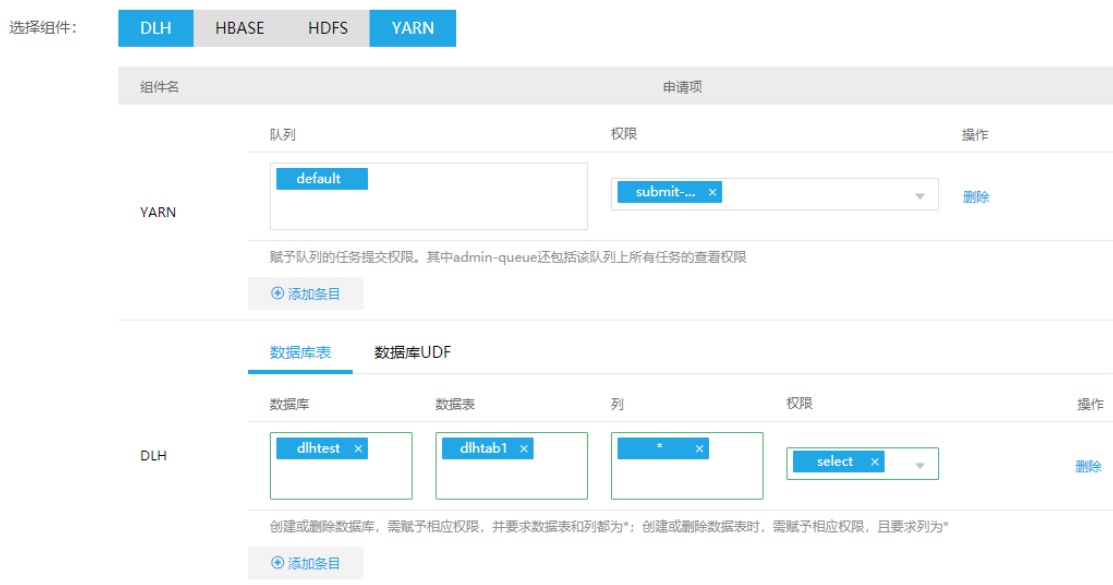 选择组件: DLH HBASE HDFS YARN
组件名 申请项
队列 权限 操作
default submit-... × 删除
YARN
赋予队列的任务提交权限。其中admin-queue还包括该队列上所有任务的查看权限
添加条目
数据库表 数据库UDF
数据库 数据表 列 权限 操作
dlhtest × dlhtab1 × * × select × 删除
DLH
创建或删除数据库，需赋予相应权限，并要求数据表和列都为*；创建或删除数据表时，需赋予相应权限，且要求列为*
添加条目